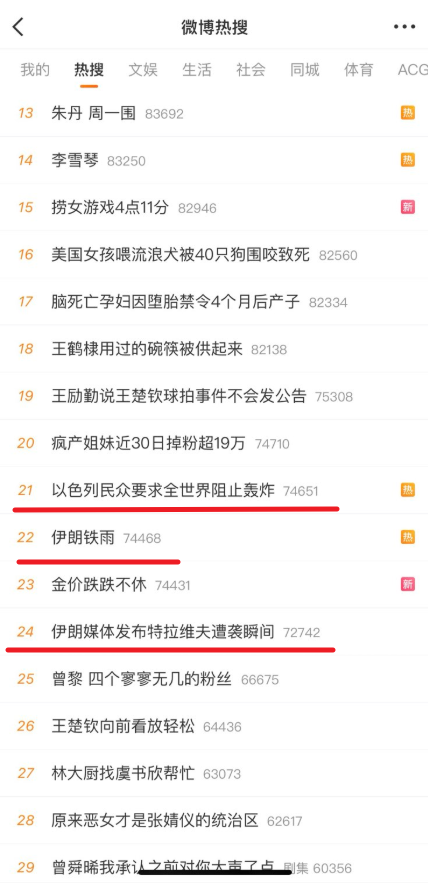 微博热搜
我的 热搜 文娱 生活 社会 同城 体育 ACG
13 朱丹 周一围 83692 热
14 李雪琴 83250 热
15 捞女游戏4点11分 82946 新
16 美国女孩喂流浪犬被40只狗围咬致死 82560
17 脑死亡孕妇因堕胎禁令4个月后产子 82334
18 王鹤棣用过的碗筷被供起来 82138
19 王励勤说王楚钦球拍事件不会发公告 75308
20 疯产姐妹近30日掉粉超19万 74710
21 以色列民众要求全世界阻止轰炸 74651 热
22 伊朗铁雨 74468 热
23 金价跌跌不休 74431 新
24 伊朗媒体发布特拉维夫遭袭瞬间 72742
25 曾黎 四个寥寥无几的粉丝 66675
26 王楚钦向前看放轻松 64436
27 林大厨找虞书欣帮忙 63073
28 原来恶女才是张婧仪的统治区 62617
29 曾舜晞我承认之前对你大声了点 剧集 60356